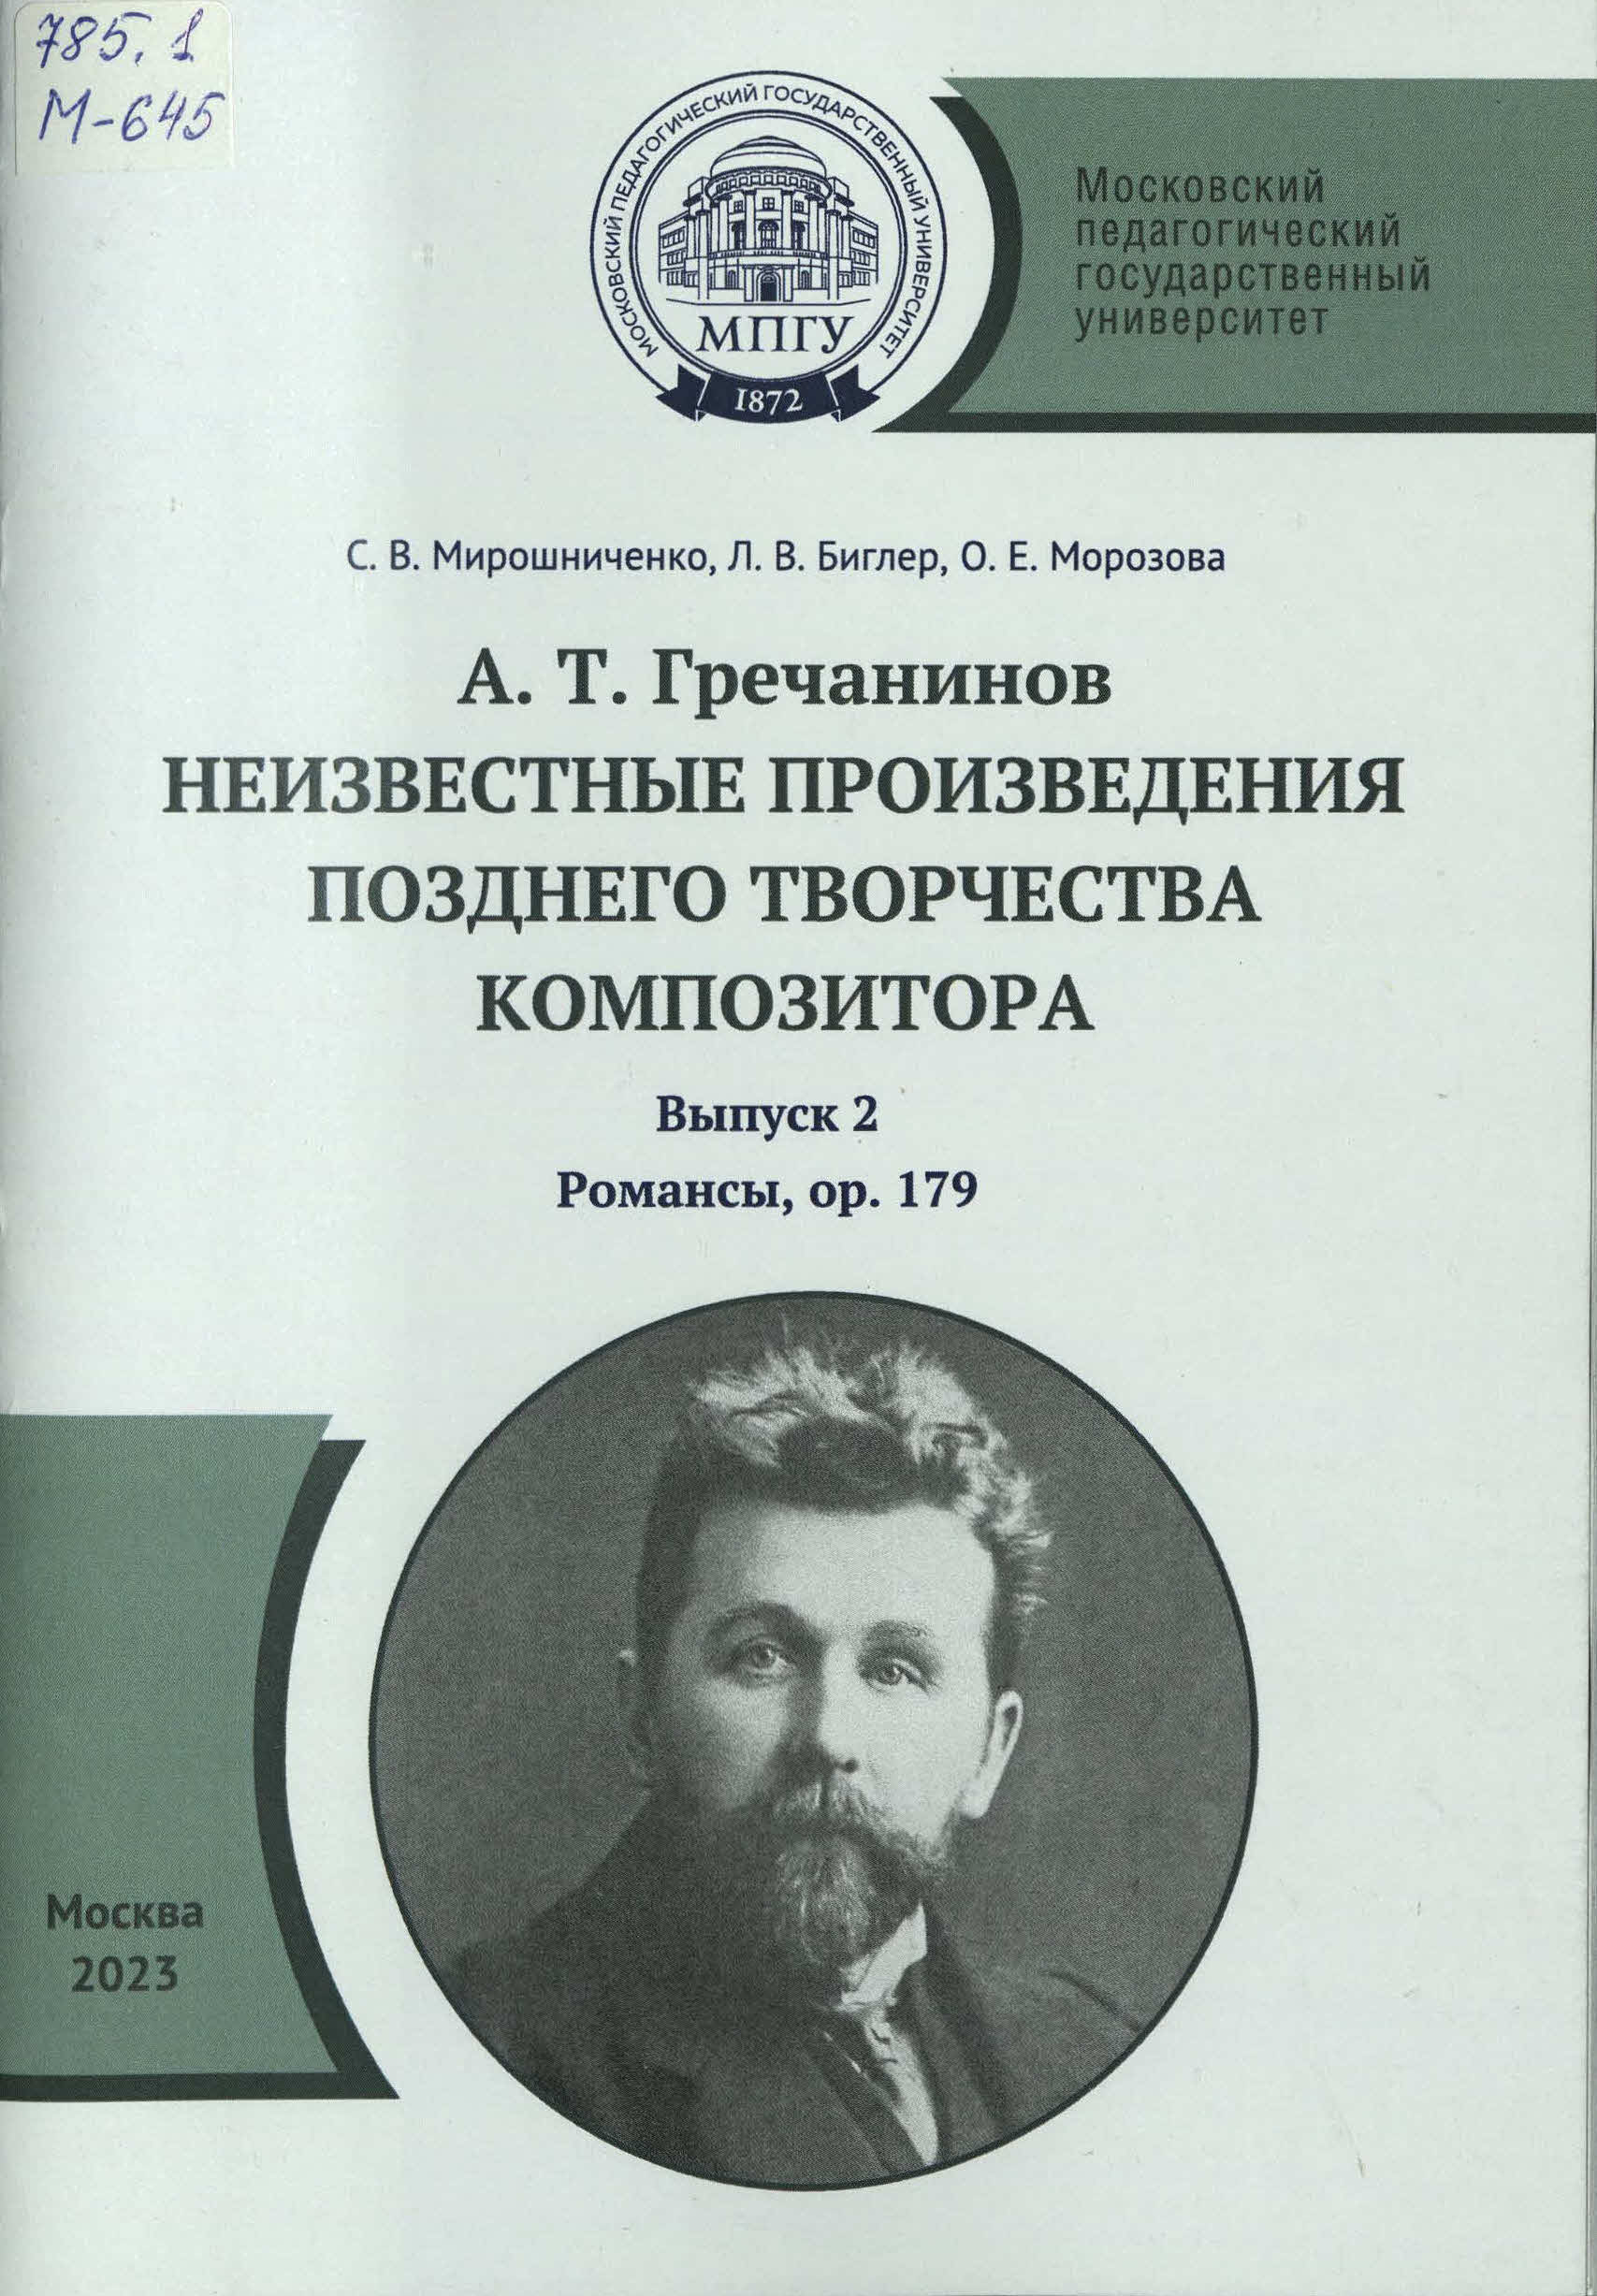 785.1
М-645
МОСКОВСКИЙ ПЕДАГОГИЧЕСКИЙ ГОСУДАРСТВЕННЫЙ УНИВЕРСИТЕТ
МПГУ
1872
Московский
педагогический
государственный
университет
С. В. Мирошниченко, Л. В. Биглер, О. Е. Морозова
А. Т. Гречанинов
НЕИЗВЕСТНЫЕ ПРОИЗВЕДЕНИЯ
ПОЗДНЕГО ТВОРЧЕСТВА
КОМПОЗИТОРА
Выпуск 2
Романсы, ор. 179
Москва
2023